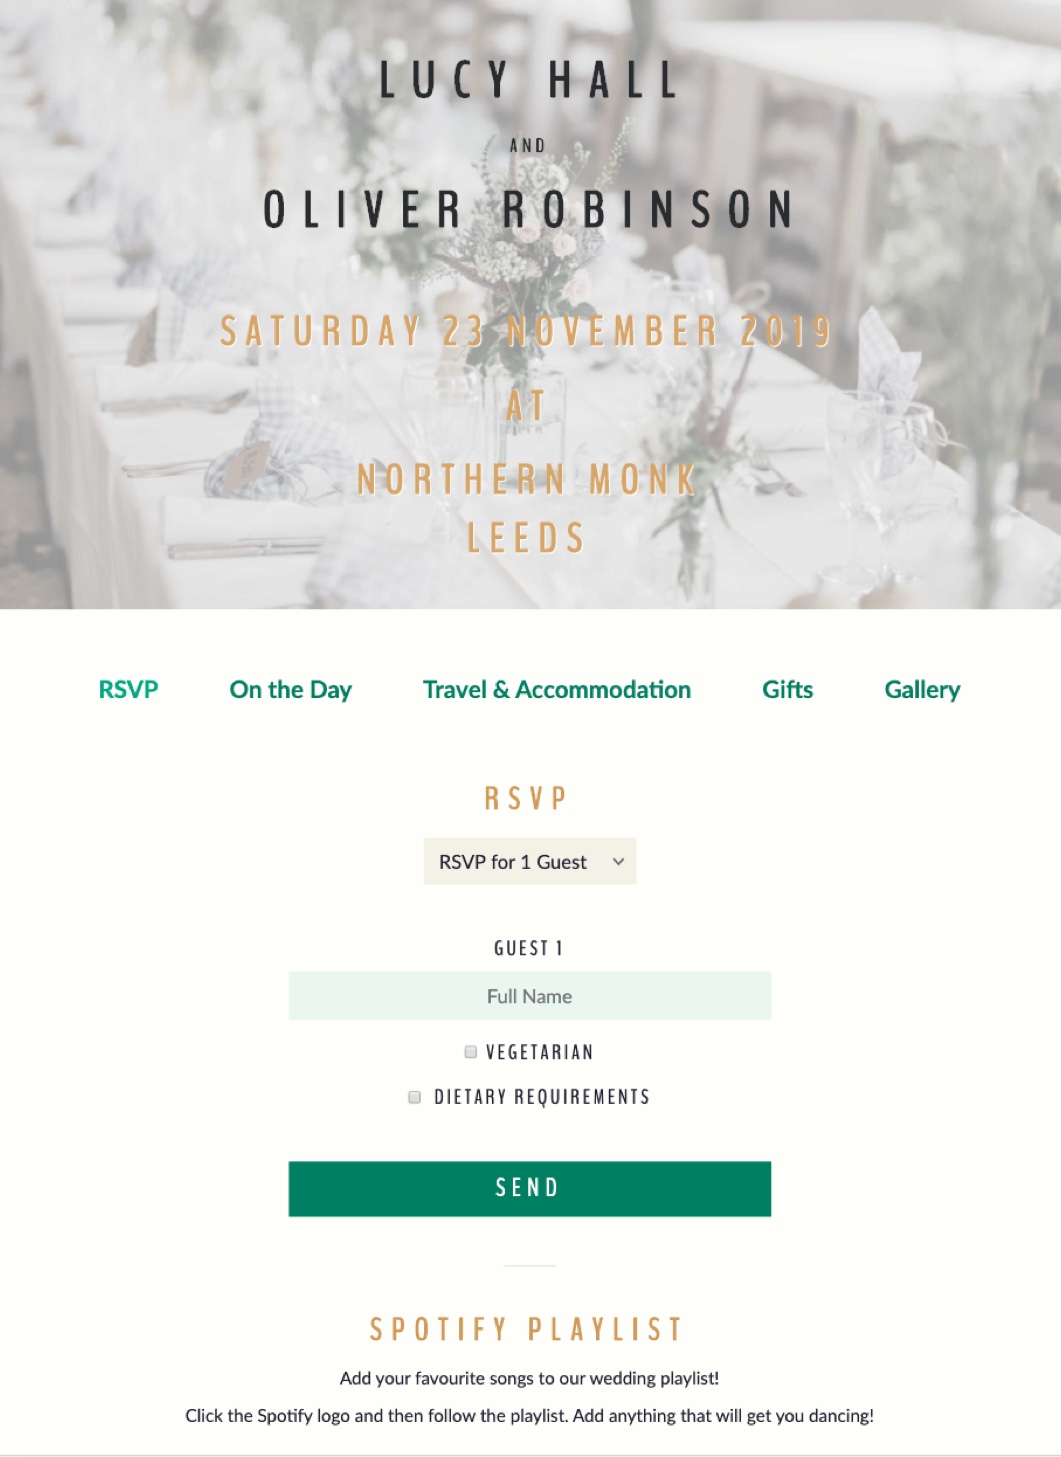 LUCY HALL
AND
OLIVER ROBINSON
SATURDAY 23 NOVEMBER 2019
AT
NORTHERN MONK
LEEDS
RSVP On the Day Travel & Accommodation Gifts Gallery
RSVP
RSVP for 1 Guest
GUEST 1
Full Name
VEGETARIAN
DIETARY REQUIREMENTS
SEND
SPOTIFY PLAYLIST
Add your favourite songs to our wedding playlist!
Click the Spotify logo and then follow the playlist. Add anything that will get you dancing!